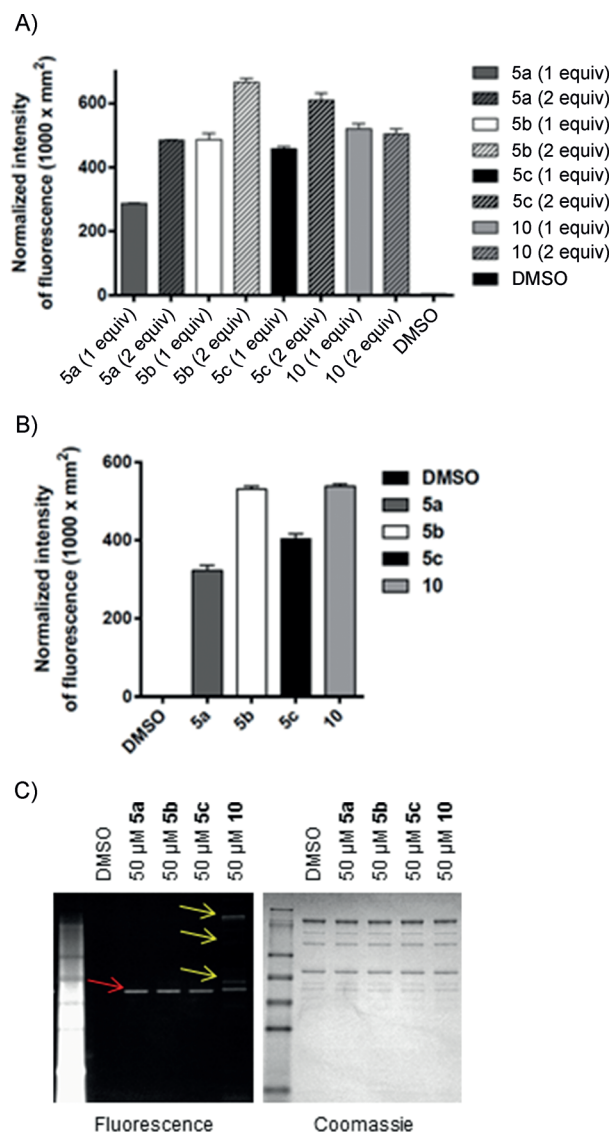 A)
Normalized intensity
of fluorescence (1000 x mm²)
600
400
200
0
5a (1 equiv)
5a (2 equiv)
5b (1 equiv)
5b (2 equiv)
5c (1 equiv)
5c (2 equiv)
10 (1 equiv)
10 (2 equiv)
DMSO
5a (1 equiv)
5a (2 equiv)
5b (1 equiv)
5b (2 equiv)
5c (1 equiv)
5c (2 equiv)
10 (1 equiv)
10 (2 equiv)
DMSO
B)
Normalized intensity
of fluorescence (1000 x mm²)
600
400
200
0
DMSO
5a
5b
5c
10
DMSO
5a
5b
5c
10
C)
DMSO
50 µM 5a
50 µM 5b
50 µM 5c
50 µM 10
DMSO
50 µM 5a
50 µM 5b
50 µM 5c
50 µM 10
Fluorescence
Coomassie